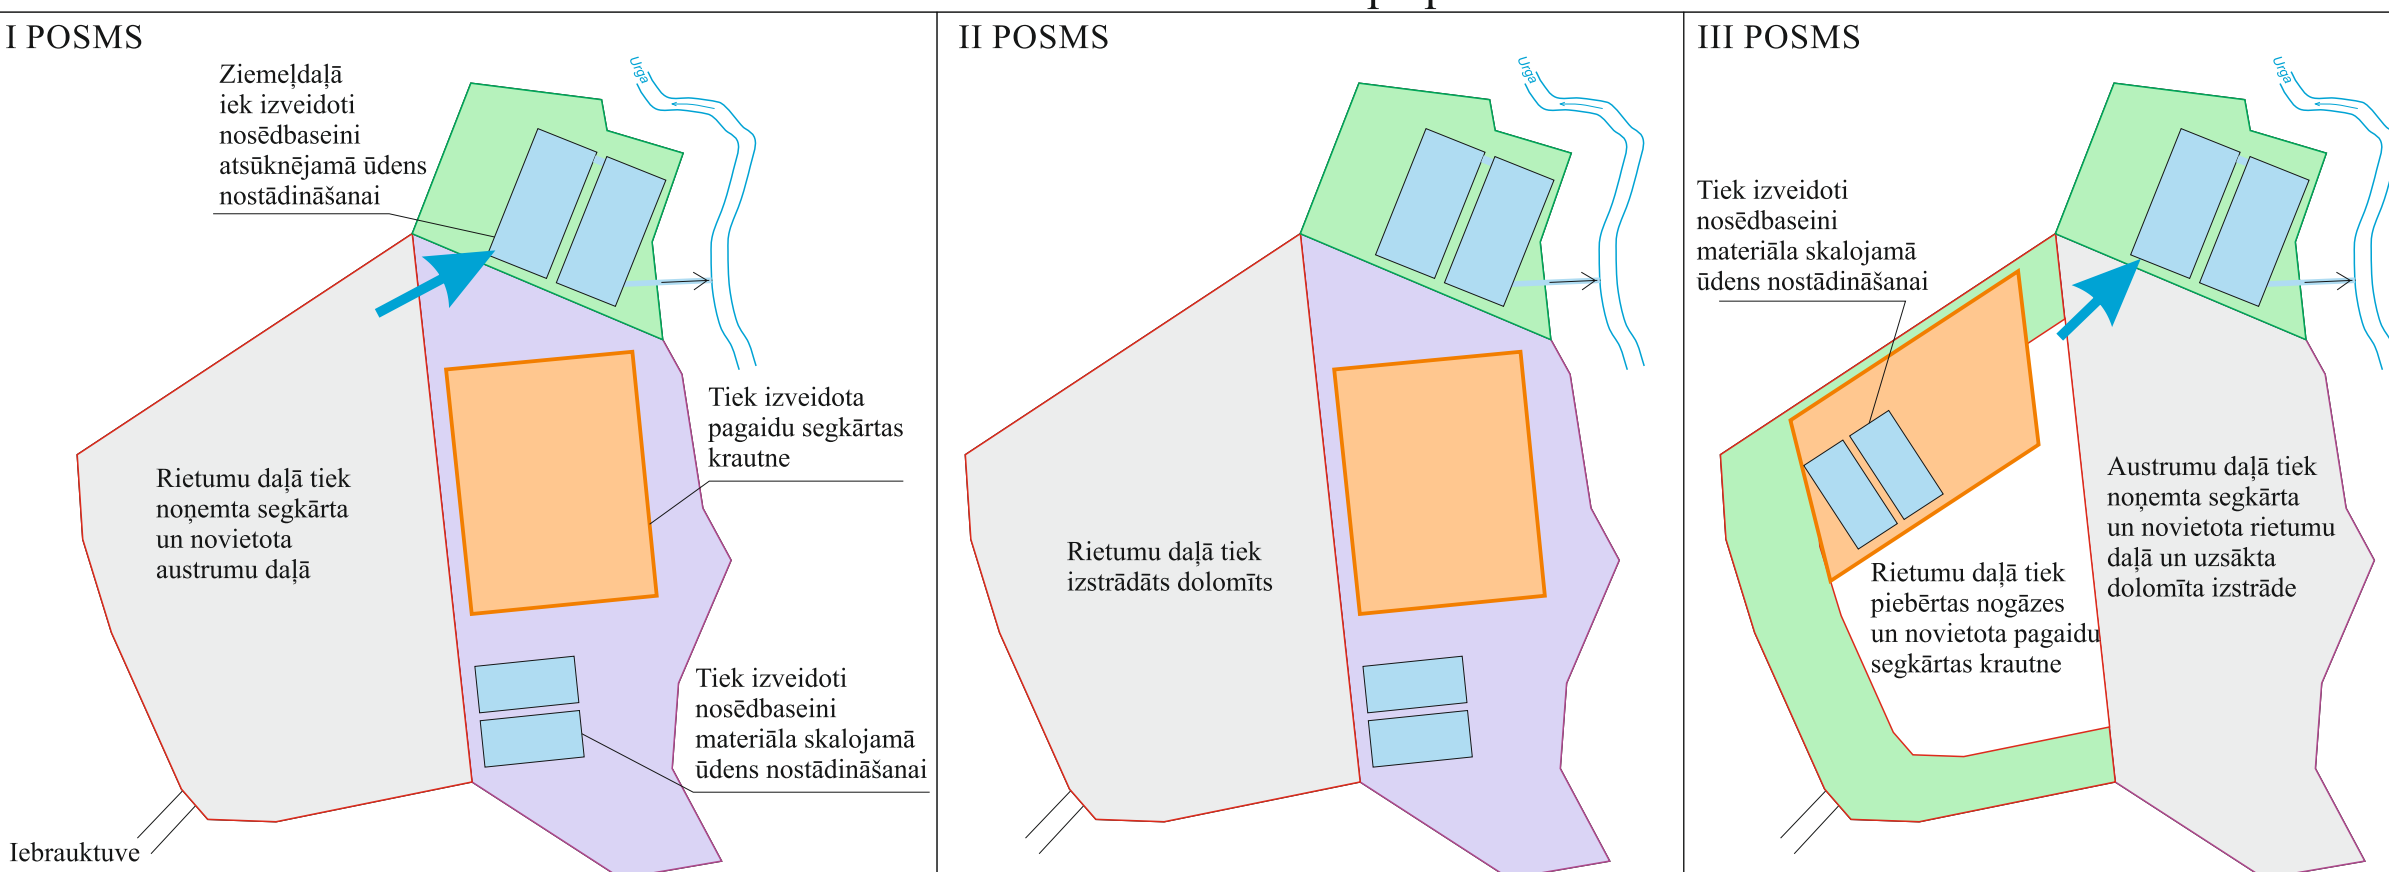 I POSMS
Ziemeļdaļā
iek izveidoti
nosēdbaseini
atsūknējamā ūdens
nostādināšanai
Urga
Tiek izveidota
pagaidu segkārtas
krautne
Rietumu daļā tiek
noņemta segkārta
un novietota
austrumu daļā
Tiek izveidoti
nosēdbaseini
materiāla skalojamā
ūdens nostādināšanai
Iebrauktuve
II POSMS
Urga
Rietumu daļā tiek
izstrādāts dolomīts
III POSMS
Urga
Tiek izveidoti
nosēdbaseini
materiāla skalojamā
ūdens nostādināšanai
Austrumu daļā tiek
noņemta segkārta
un novietota rietumu
daļā un uzsākta
dolomīta izstrāde
Rietumu daļā tiek
piebērtas nogāzes
un novietota pagaidu
segkārtas krautne